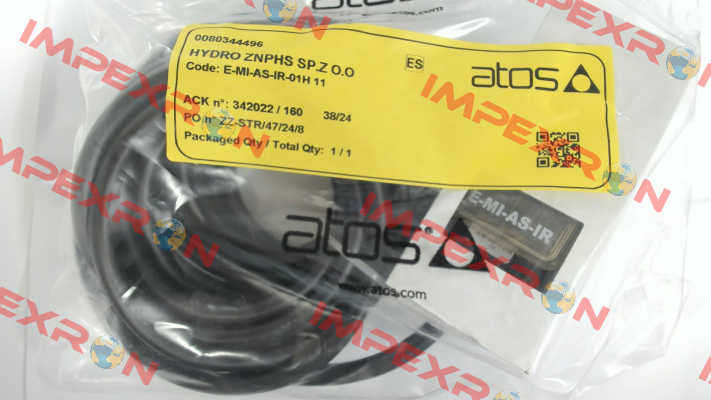 0080344496
HYDRO ZNPHS SP.Z O.O
Code: E-MI-AS-IR-01H 11
ES
atos
ACK n°: 342022 / 160 38/24
PO n° ZZ-STR/47/24/8
Packaged Qty / Total Qty: 1 / 1
E-MI-AS-IR
atos
www.atos.com
IMPEXRON
IMPEXRON
IMPEXRON
IMPEXRON
IMPEXRON
IMPEXRON